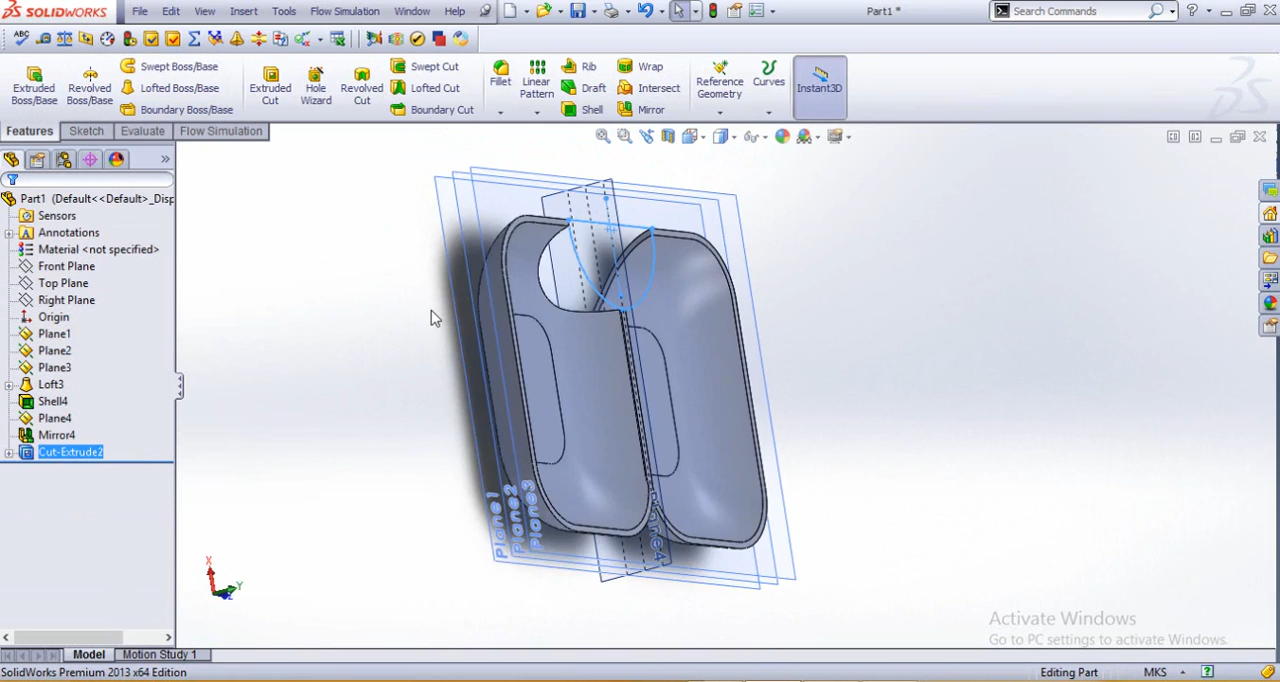 SOLIDWORKS File Edit View Insert Tools Flow Simulation Window Help Part1 * Search Commands
Extruded Boss/Base
Revolved Boss/Base
Swept Boss/Base
Lofted Boss/Base
Boundary Boss/Base
Extruded Cut
Hole Wizard
Revolved Cut
Swept Cut
Lofted Cut
Boundary Cut
Fillet
Linear Pattern
Rib
Draft
Shell
Wrap
Intersect
Mirror
Reference Geometry
Curves
Instant3D
Features Sketch Evaluate Flow Simulation
Part1 (Default<<Default>_Disp
Sensors
Annotations
Material <not specified>
Front Plane
Top Plane
Right Plane
Origin
Plane1
Plane2
Plane3
Loft3
Shell4
Plane4
Mirror4
Cut-Extrude2
Plane1
Plane2
Plane3
Plane4
X
Y
Z
Activate Windows
Go to PC settings to activate Windows.
Model Motion Study 1
SolidWorks Premium 2013 x64 Edition Editing Part MKS